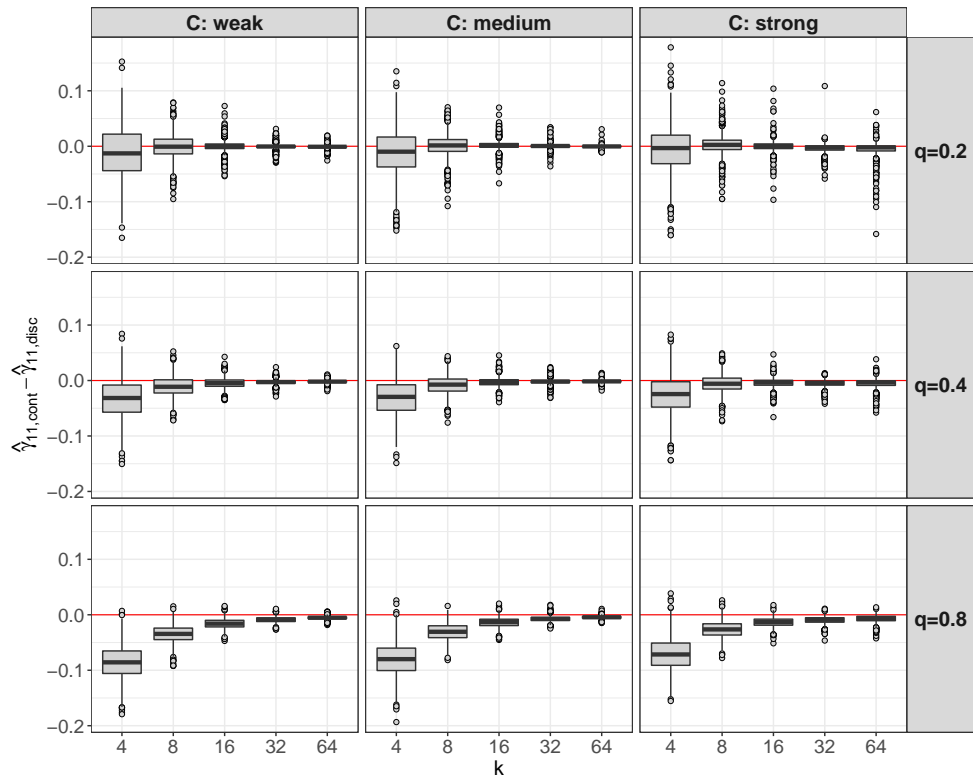 C: weak C: medium C: strong
0.1
0.0
−0.1
−0.2
q=0.2
0.1
0.0
−0.1
−0.2
q=0.4
0.1
0.0
−0.1
−0.2
q=0.8
γ̂11,cont − γ̂11,disc
4 8 16 32 64 4 8 16 32 64 4 8 16 32 64
k